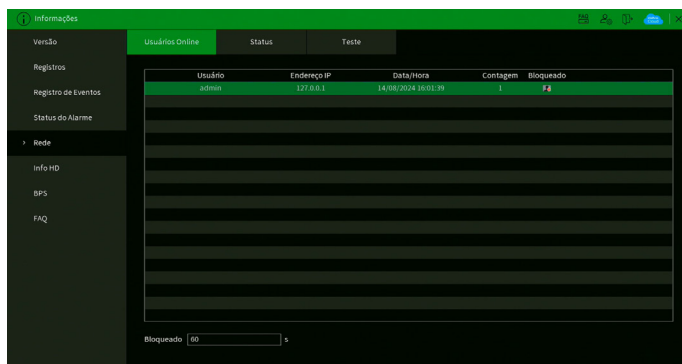 Informações
Versão
Usuários Online Status Teste
Registros
Usuário Endereço IP Data/Hora Contagem Bloqueado
admin 127.0.0.1 14/08/2024 16:01:39 1
Registro de Eventos
Status do Alarme
> Rede
Info HD
BPS
FAQ
Bloqueado 60 s